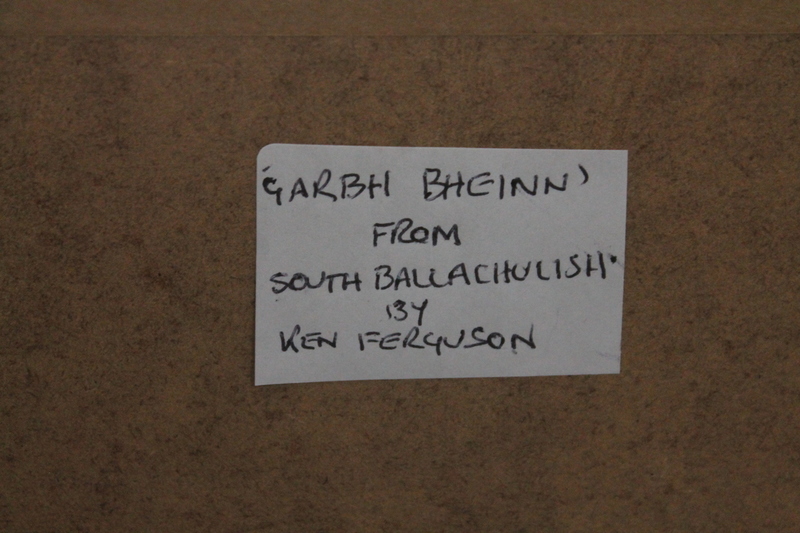 'GARBH BHEINN'
FROM
SOUTH BALLACHULISH.
BY
KEN FERGUSON